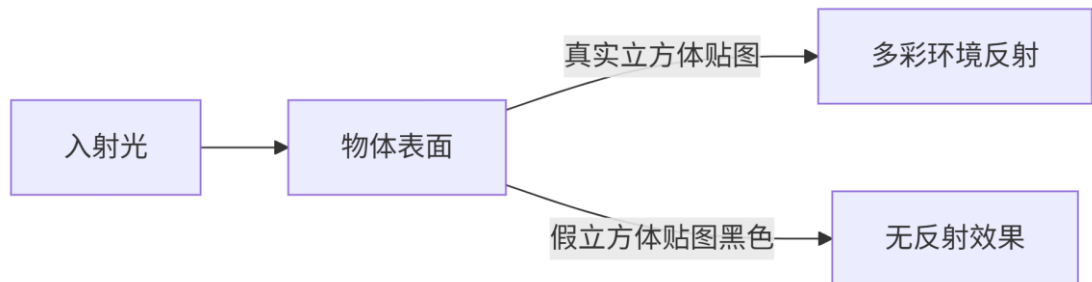 真实立方体贴图
多彩环境反射
入射光
物体表面
假立方体贴图黑色
无反射效果